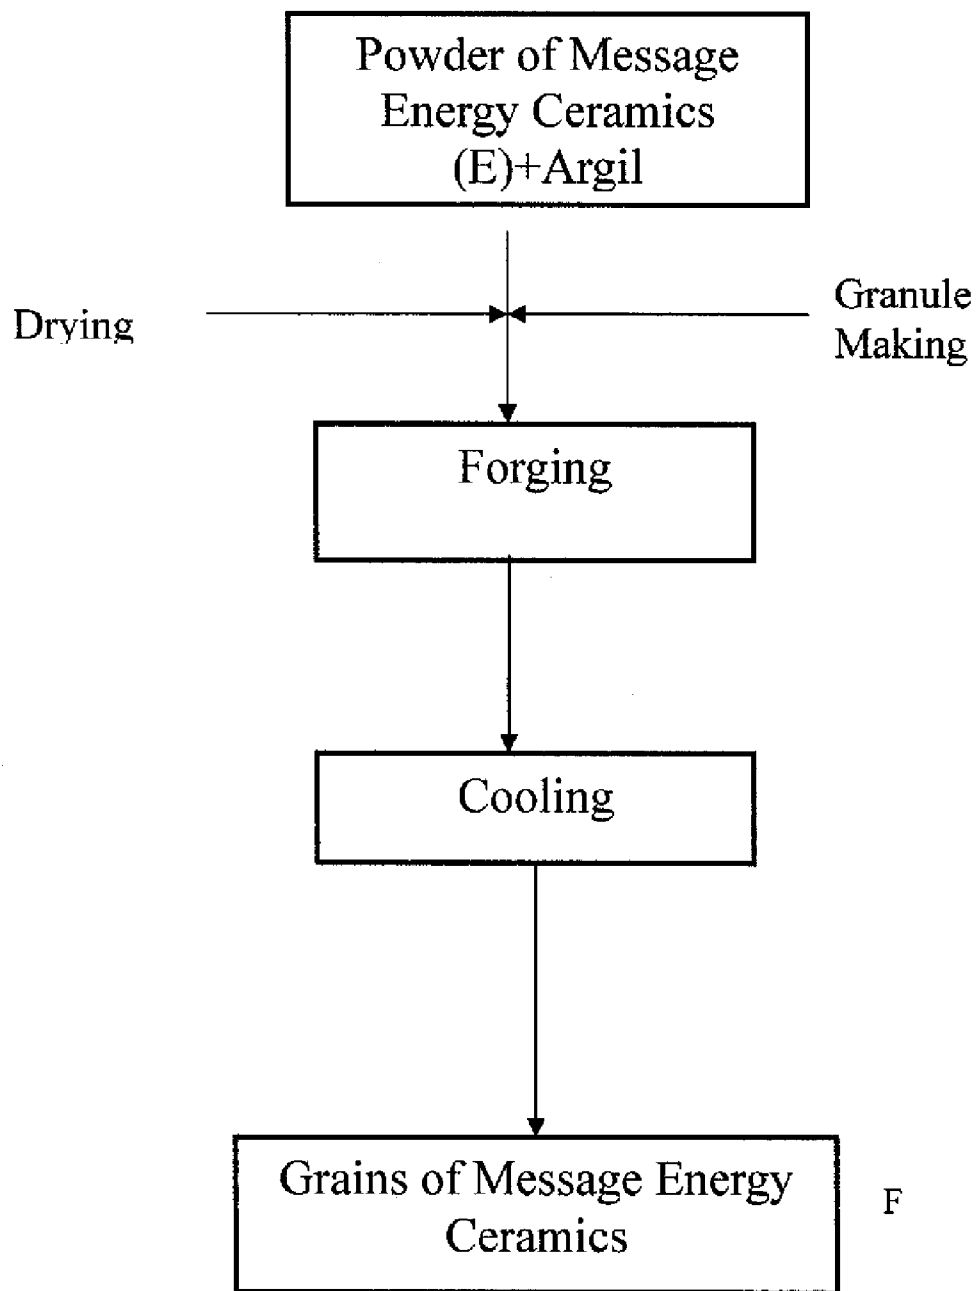 Powder of Message
Energy Ceramics
(E)+Argil
Drying
Granule
Making
Forging
Cooling
Grains of Message Energy
Ceramics
F